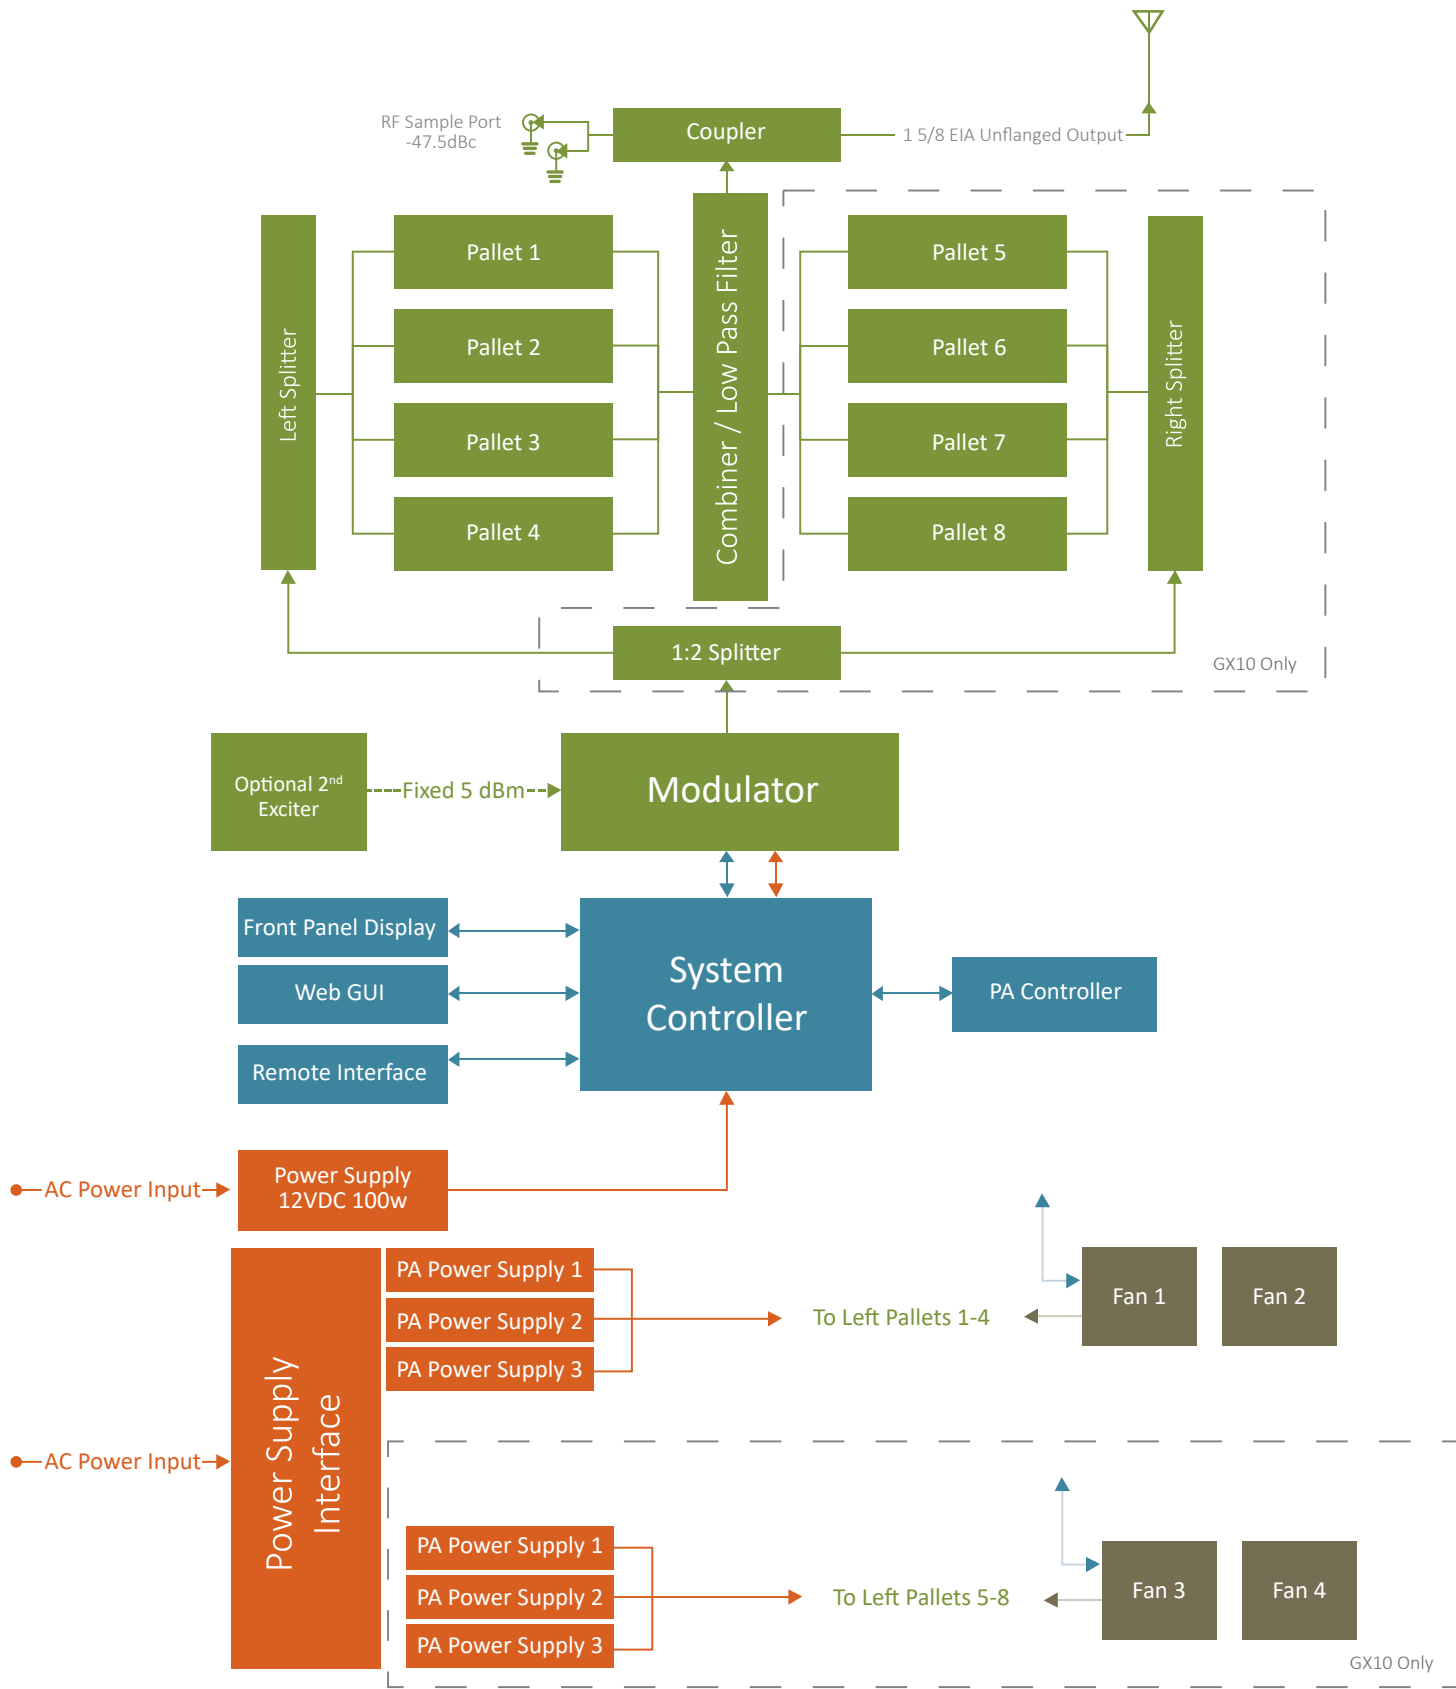 RF Sample Port
-47.5dBc
Coupler
1 5/8 EIA Unflanged Output
Left Splitter
Pallet 1
Pallet 2
Pallet 3
Pallet 4
Combiner / Low Pass Filter
Pallet 5
Pallet 6
Pallet 7
Pallet 8
Right Splitter
1:2 Splitter
GX10 Only
Optional 2nd
Exciter
Fixed 5 dBm
Modulator
Front Panel Display
Web GUI
Remote Interface
System
Controller
PA Controller
AC Power Input
Power Supply
12VDC 100w
AC Power Input
Power Supply
Interface
PA Power Supply 1
PA Power Supply 2
PA Power Supply 3
To Left Pallets 1-4
Fan 1
Fan 2
PA Power Supply 1
PA Power Supply 2
PA Power Supply 3
To Left Pallets 5-8
Fan 3
Fan 4
GX10 Only